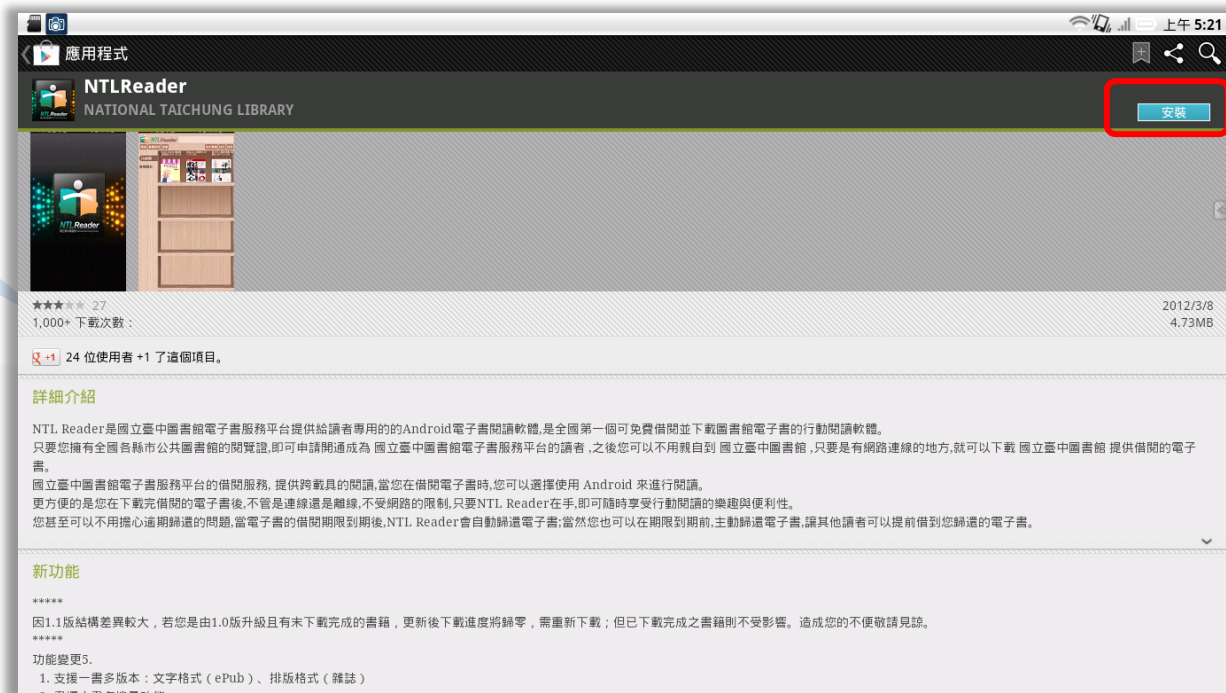 上午 5:21
應用程式
NTLReader
NATIONAL TAICHUNG LIBRARY
安裝
NTL Reader
NTLReader
27
2012/3/8
1,000+ 下載次數：
4.73MB
+1 24 位使用者 +1 了這個項目。
詳細介紹
NTL Reader是國立臺中圖書館電子書服務平台提供給讀者專用的的Android電子書閱讀軟體,是全國第一個可免費借閱並下載圖書館電子書的行動閱讀軟體。
只要您擁有全國各縣市公共圖書館的閱覽證,即可申請開通成為 國立臺中圖書館電子書服務平台的讀者 ,之後您可以不用親自到 國立臺中圖書館 ,只要是有網路連線的地方,就可以下載 國立臺中圖書館 提供借閱的電子
書。
國立臺中圖書館電子書服務平台的借閱服務, 提供跨載具的閱讀,當您在借閱電子書時,您可以選擇使用 Android 來進行閱讀。
更方便的是您在下載完借閱的電子書後,不管是連線還是離線,不受網路的限制,只要NTL Reader在手,即可隨時享受行動閱讀的樂趣與便利性。
您甚至可以不用擔心逾期歸還的問題,當電子書的借閱期限到期後,NTL Reader會自動歸還電子書;當然您也可以在期限到期前,主動歸還電子書,讓其他讀者可以提前借到您歸還的電子書。
新功能
*****
因1.1版結構差異較大，若您是由1.0版升級且有未下載完成的書籍，更新後下載進度將歸零，需重新下載；但已下載完成之書籍則不受影響。造成您的不便敬請見諒。
*****
功能變更5.
1. 支援一書多版本：文字格式（ePub）、排版格式（雜誌）